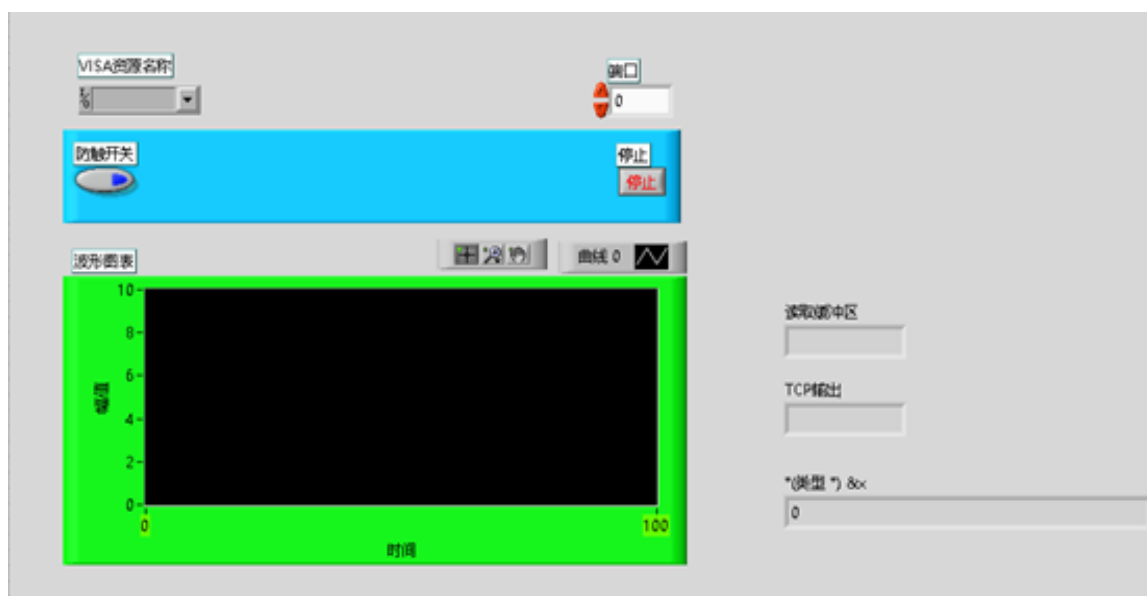 VISA资源名称
端口
0
防触开关
停止
停止
波形图表
曲线 0
10
8
6
4
2
0
幅值
0
100
时间
读取缓冲区
TCP输出
*(类型 *) &x
0